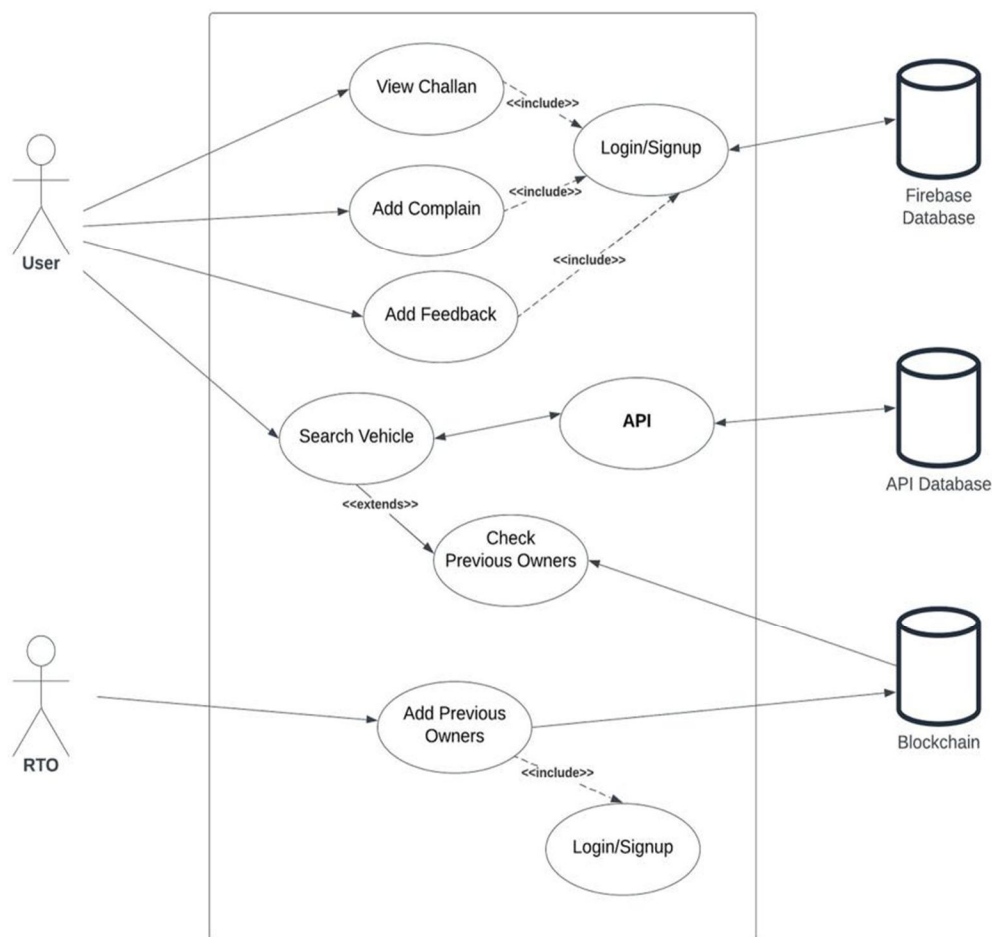 View Challan
<<include>>
Login/Signup
Firebase
Database
Add Complain
<<include>>
User
<<include>>
Add Feedback
Search Vehicle
API
API Database
<<extends>>
Check
Previous Owners
RTO
Add Previous
Owners
Blockchain
<<include>>
Login/Signup